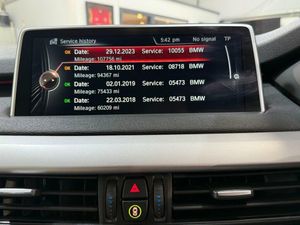 Service history 5:42 pm No signal TP
OK Date: 29.12.2023 Service: 10055 BMW
Mileage: 107756 mi
OK Date: 18.10.2021 Service: 08718 BMW
Mileage: 94367 mi
OK Date: 02.01.2019 Service: 05473 BMW
Mileage: 75433 mi
OK Date: 22.03.2018 Service: 05473 BMW
Mileage: 60209 mi